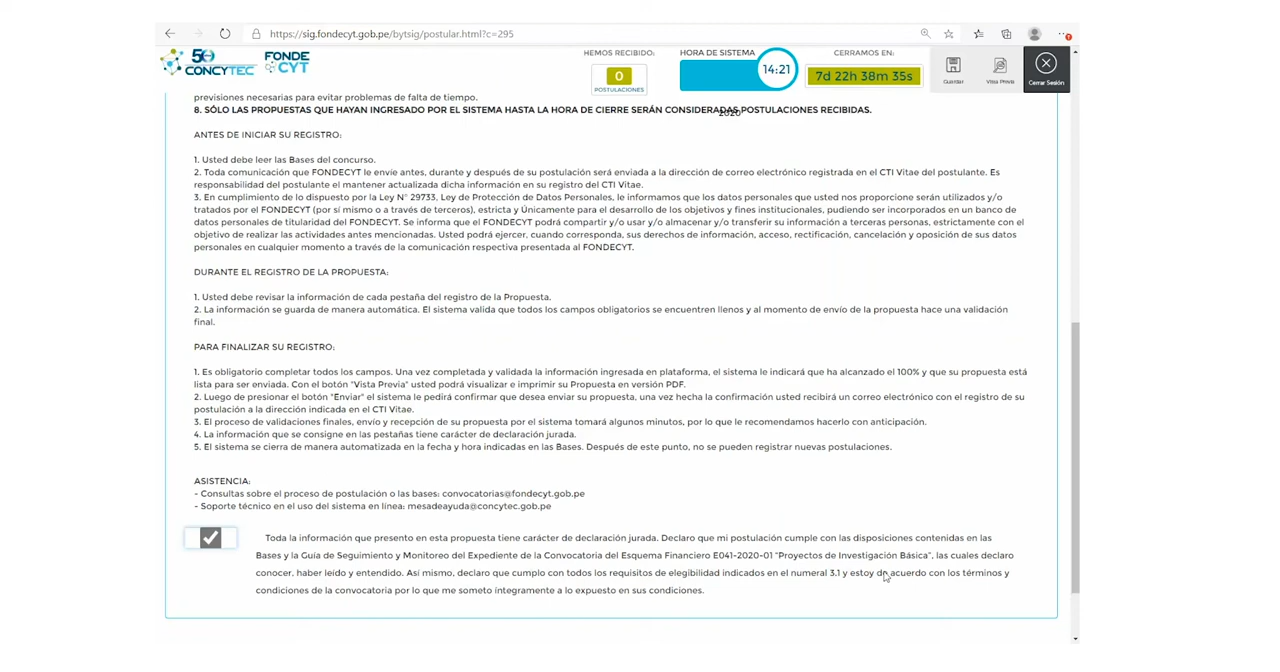 https://sig.fondecyt.gob.pe/bytsig/postular.html?c=295
50 CONCYTEC
FONDECYT
HEMOS RECIBIDO:
0
POSTULACIONES
HORA DE SISTEMA
14:21
CERRAMOS EN:
7d 22h 38m 35s
Guardar
Vista Previa
Cerrar Sesión
previsiones necesarias para evitar problemas de falta de tiempo.
8. SÓLO LAS PROPUESTAS QUE HAYAN INGRESADO POR EL SISTEMA HASTA LA HORA DE CIERRE SERÁN CONSIDERADAS POSTULACIONES RECIBIDAS.
2020
ANTES DE INICIAR SU REGISTRO:
1. Usted debe leer las Bases del concurso.
2. Toda comunicación que FONDECYT le envíe antes, durante y después de su postulación será enviada a la dirección de correo electrónico registrada en el CTI Vitae del postulante. Es
responsabilidad del postulante el mantener actualizada dicha información en su registro del CTI Vitae.
3. En cumplimiento de lo dispuesto por la Ley N° 29733, Ley de Protección de Datos Personales, le informamos que los datos personales que usted nos proporcione serán utilizados y/o
tratados por el FONDECYT (por sí mismo o a través de terceros), estricta y Únicamente para el desarrollo de los objetivos y fines institucionales, pudiendo ser incorporados en un banco de
datos personales de titularidad del FONDECYT. Se informa que el FONDECYT podrá compartir y/o usar y/o almacenar y/o transferir su información a terceras personas, estrictamente con el
objetivo de realizar las actividades antes mencionadas. Usted podrá ejercer, cuando corresponda, sus derechos de información, acceso, rectificación, cancelación y oposición de sus datos
personales en cualquier momento a través de la comunicación respectiva presentada al FONDECYT.
DURANTE EL REGISTRO DE LA PROPUESTA:
1. Usted debe revisar la información de cada pestaña del registro de la Propuesta.
2. La información se guarda de manera automática. El sistema valida que todos los campos obligatorios se encuentren llenos y al momento de envío de la propuesta hace una validación
final.
PARA FINALIZAR SU REGISTRO:
1. Es obligatorio completar todos los campos. Una vez completada y validada la información ingresada en plataforma, el sistema le indicará que ha alcanzado el 100% y que su propuesta está
lista para ser enviada. Con el botón "Vista Previa" usted podrá visualizar e imprimir su Propuesta en versión PDF.
2. Luego de presionar el botón "Enviar" el sistema le pedirá confirmar que desea enviar su propuesta, una vez hecha la confirmación usted recibirá un correo electrónico con el registro de su
postulación a la dirección indicada en el CTI Vitae.
3. El proceso de validaciones finales, envío y recepción de su propuesta por el sistema tomará algunos minutos, por lo que le recomendamos hacerlo con anticipación.
4. La información que se consigne en las pestañas tiene carácter de declaración jurada.
5. El sistema se cierra de manera automatizada en la fecha y hora indicadas en las Bases. Después de este punto, no se pueden registrar nuevas postulaciones.
ASISTENCIA:
- Consultas sobre el proceso de postulación o las bases: convocatorias@fondecyt.gob.pe
- Soporte técnico en el uso del sistema en línea: mesadeayuda@concytec.gob.pe
Toda la información que presento en esta propuesta tiene carácter de declaración jurada. Declaro que mi postulación cumple con las disposiciones contenidas en las
Bases y la Guía de Seguimiento y Monitoreo del Expediente de la Convocatoria del Esquema Financiero E041-2020-01 "Proyectos de Investigación Básica", las cuales declaro
conocer, haber leído y entendido. Así mismo, declaro que cumplo con todos los requisitos de elegibilidad indicados en el numeral 3.1 y estoy de acuerdo con los términos y
condiciones de la convocatoria por lo que me someto íntegramente a lo expuesto en sus condiciones.